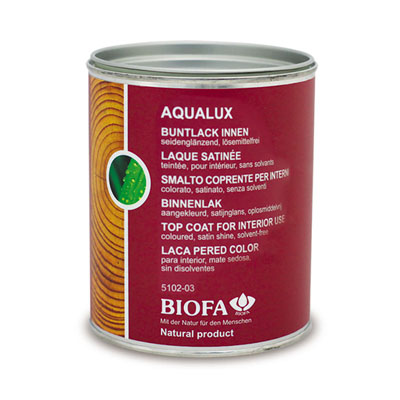 AQUALUX
BUNTLACK INNEN
seidenglänzend, lösemittelfrei
LAQUE SATINÉE
teintée, pour intérieur, sans solvants
SMALTO COPRENTE PER INTERNI
colorato, satinato, senza solventi
BINNENLAK
aangekleurd, satijnglans, oplosmiddelvrij
TOP COAT FOR INTERIOR USE
coloured, satin shine, solvent-free
LACA PERED COLOR
para interior, mate sedosa,
sin disolventes
5102-03
BIOFA
BIOFA
Mit der Natur für den Menschen
Natural product